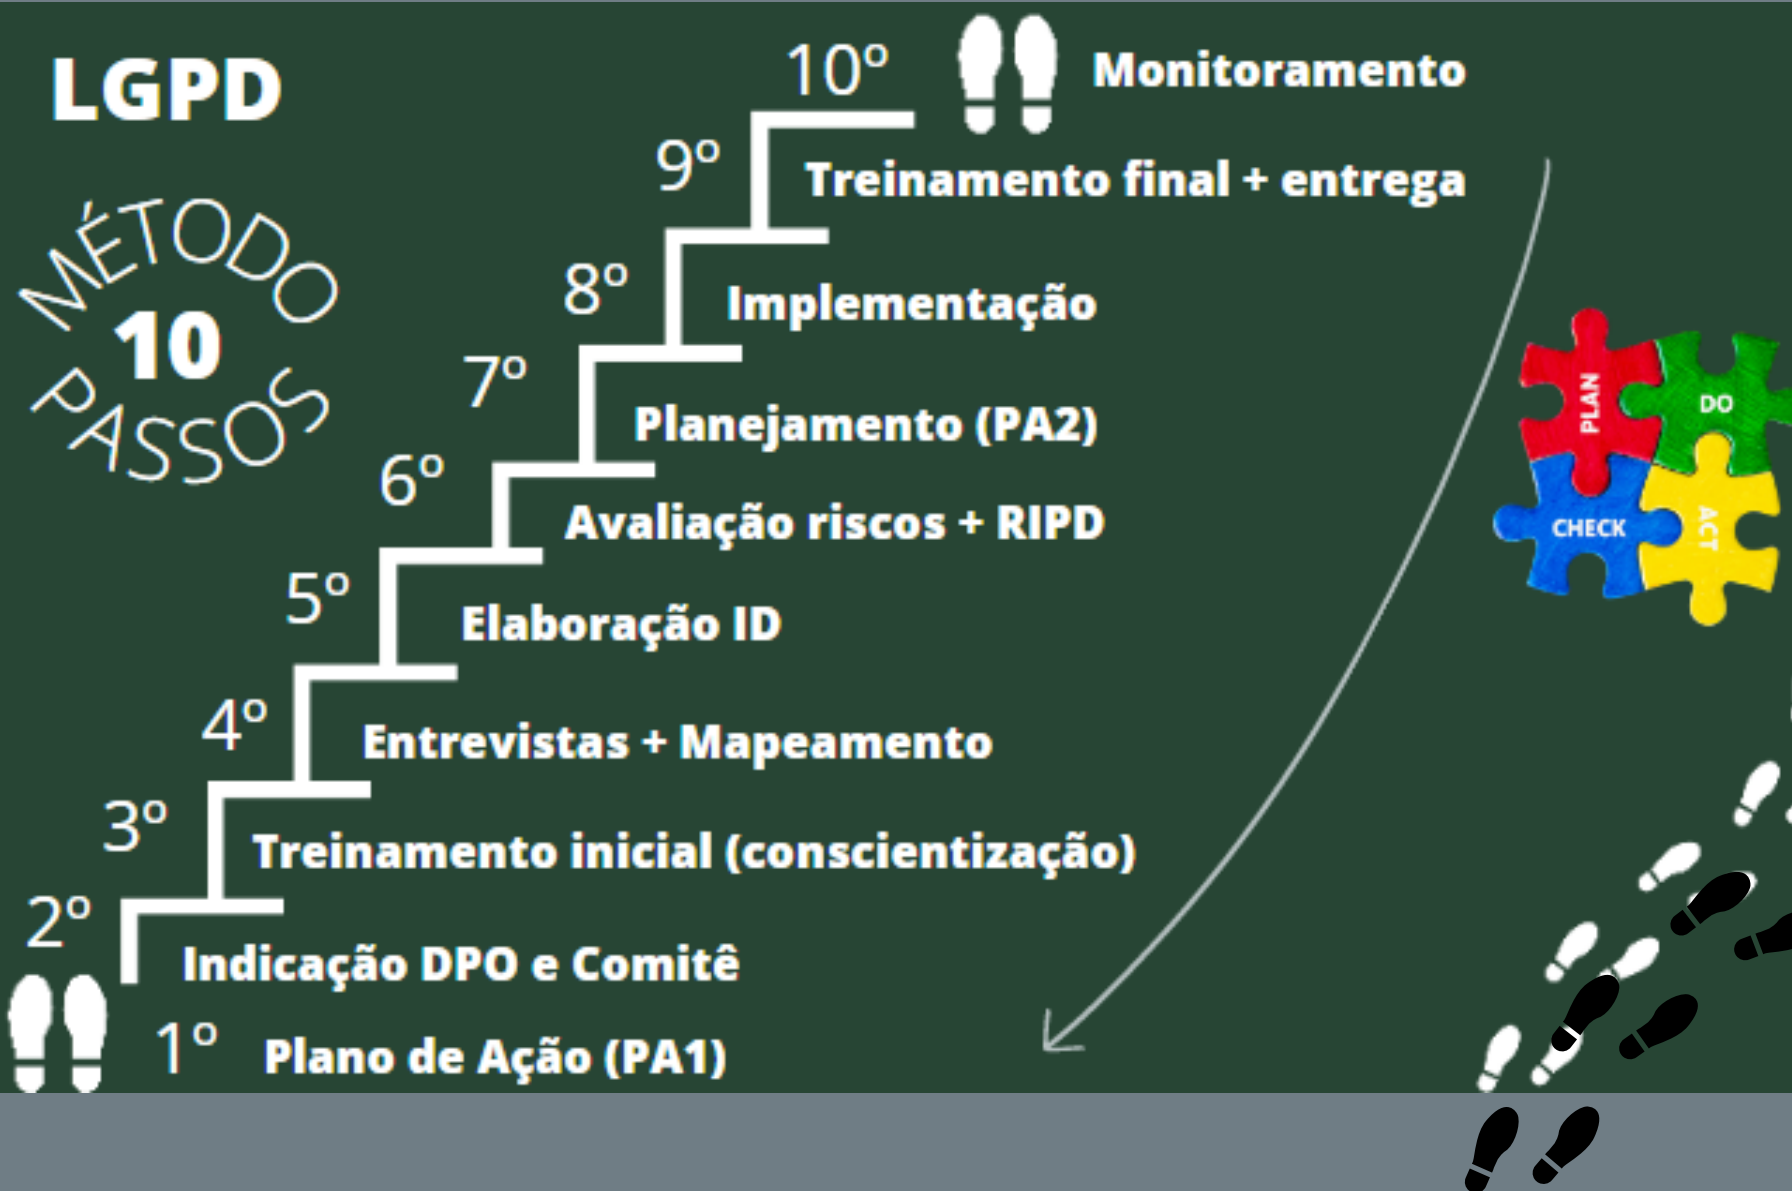 LGPD
MÉTODO
10
PASSOS
10º Monitoramento
9º Treinamento final + entrega
8º Implementação
7º Planejamento (PA2)
6º Avaliação riscos + RIPD
5º Elaboração ID
4º Entrevistas + Mapeamento
3º Treinamento inicial (conscientização)
2º Indicação DPO e Comitê
1º Plano de Ação (PA1)
PLAN
DO
CHECK
ACT